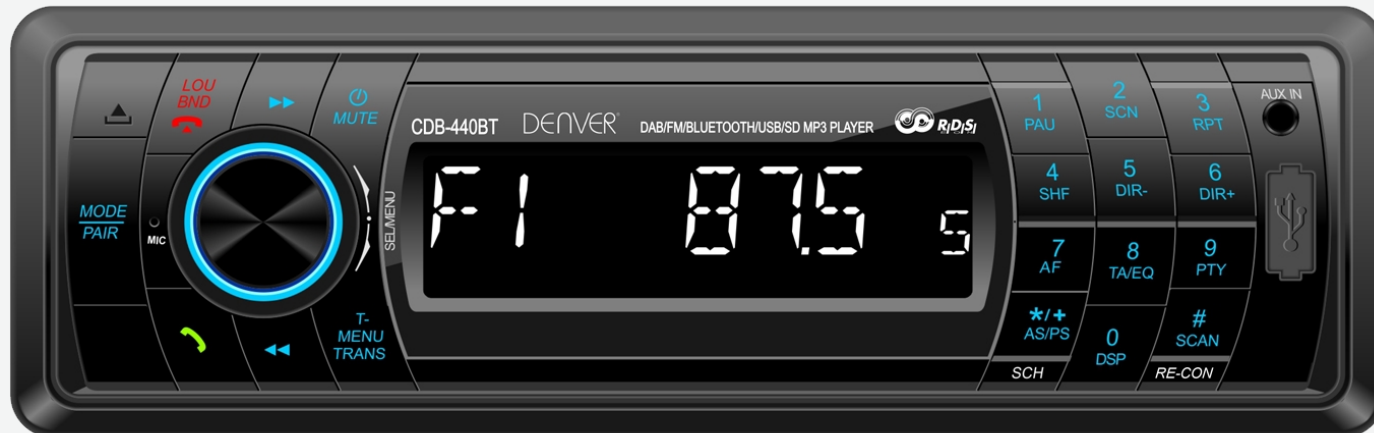 LOU
BND
MUTE
MODE
PAIR
MIC
T-
MENU
TRANS
SEL/MENU
CDB-440BT DENVER® DAB/FM/BLUETOOTH/USB/SD MP3 PLAYER RDS
F1 87.5 5
1
PAU
2
SCN
3
RPT
4
SHF
5
DIR-
6
DIR+
7
AF
8
TA/EQ
9
PTY
*/+
AS/PS
0
DSP
#
SCAN
SCH
RE-CON
AUX IN